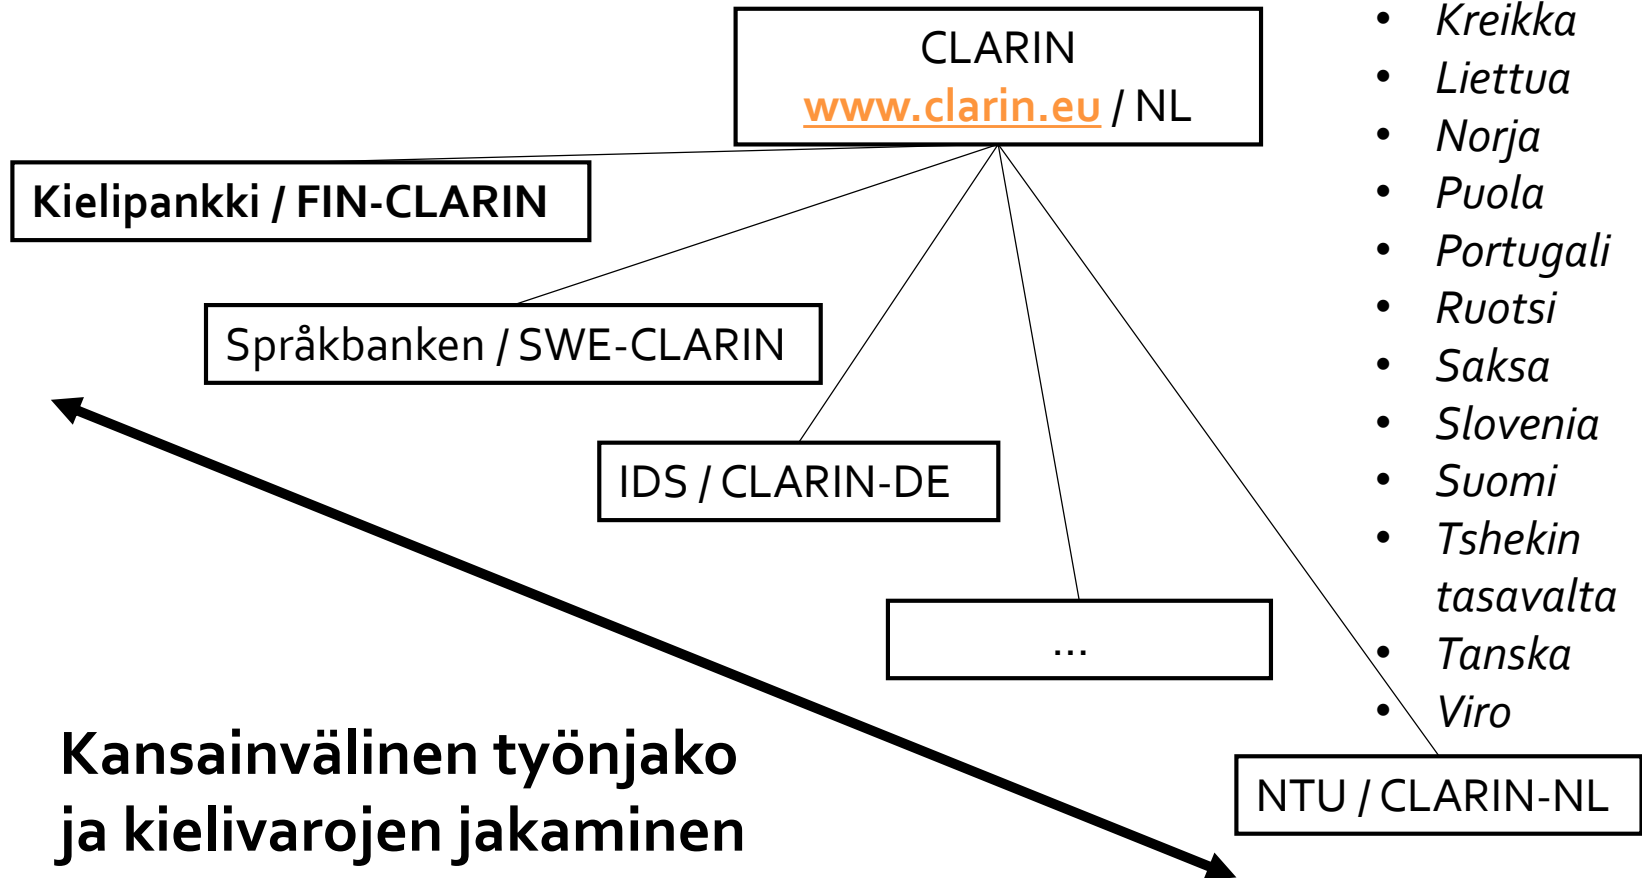 CLARIN
www.clarin.eu / NL
Kielipankki / FIN-CLARIN
Språkbanken / SWE-CLARIN
IDS / CLARIN-DE
...
NTU / CLARIN-NL
Kansainvälinen työnjako
ja kielivarojen jakaminen
• Kreikka
• Liettua
• Norja
• Puola
• Portugali
• Ruotsi
• Saksa
• Slovenia
• Suomi
• Tshekin
tasavalta
• Tanska
• Viro